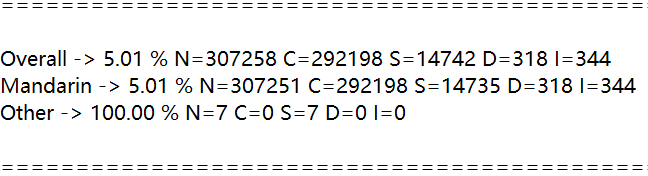 ==================================================
Overall -> 5.01 % N=307258 C=292198 S=14742 D=318 I=344
Mandarin -> 5.01 % N=307251 C=292198 S=14735 D=318 I=344
Other -> 100.00 % N=7 C=0 S=7 D=0 I=0
==================================================